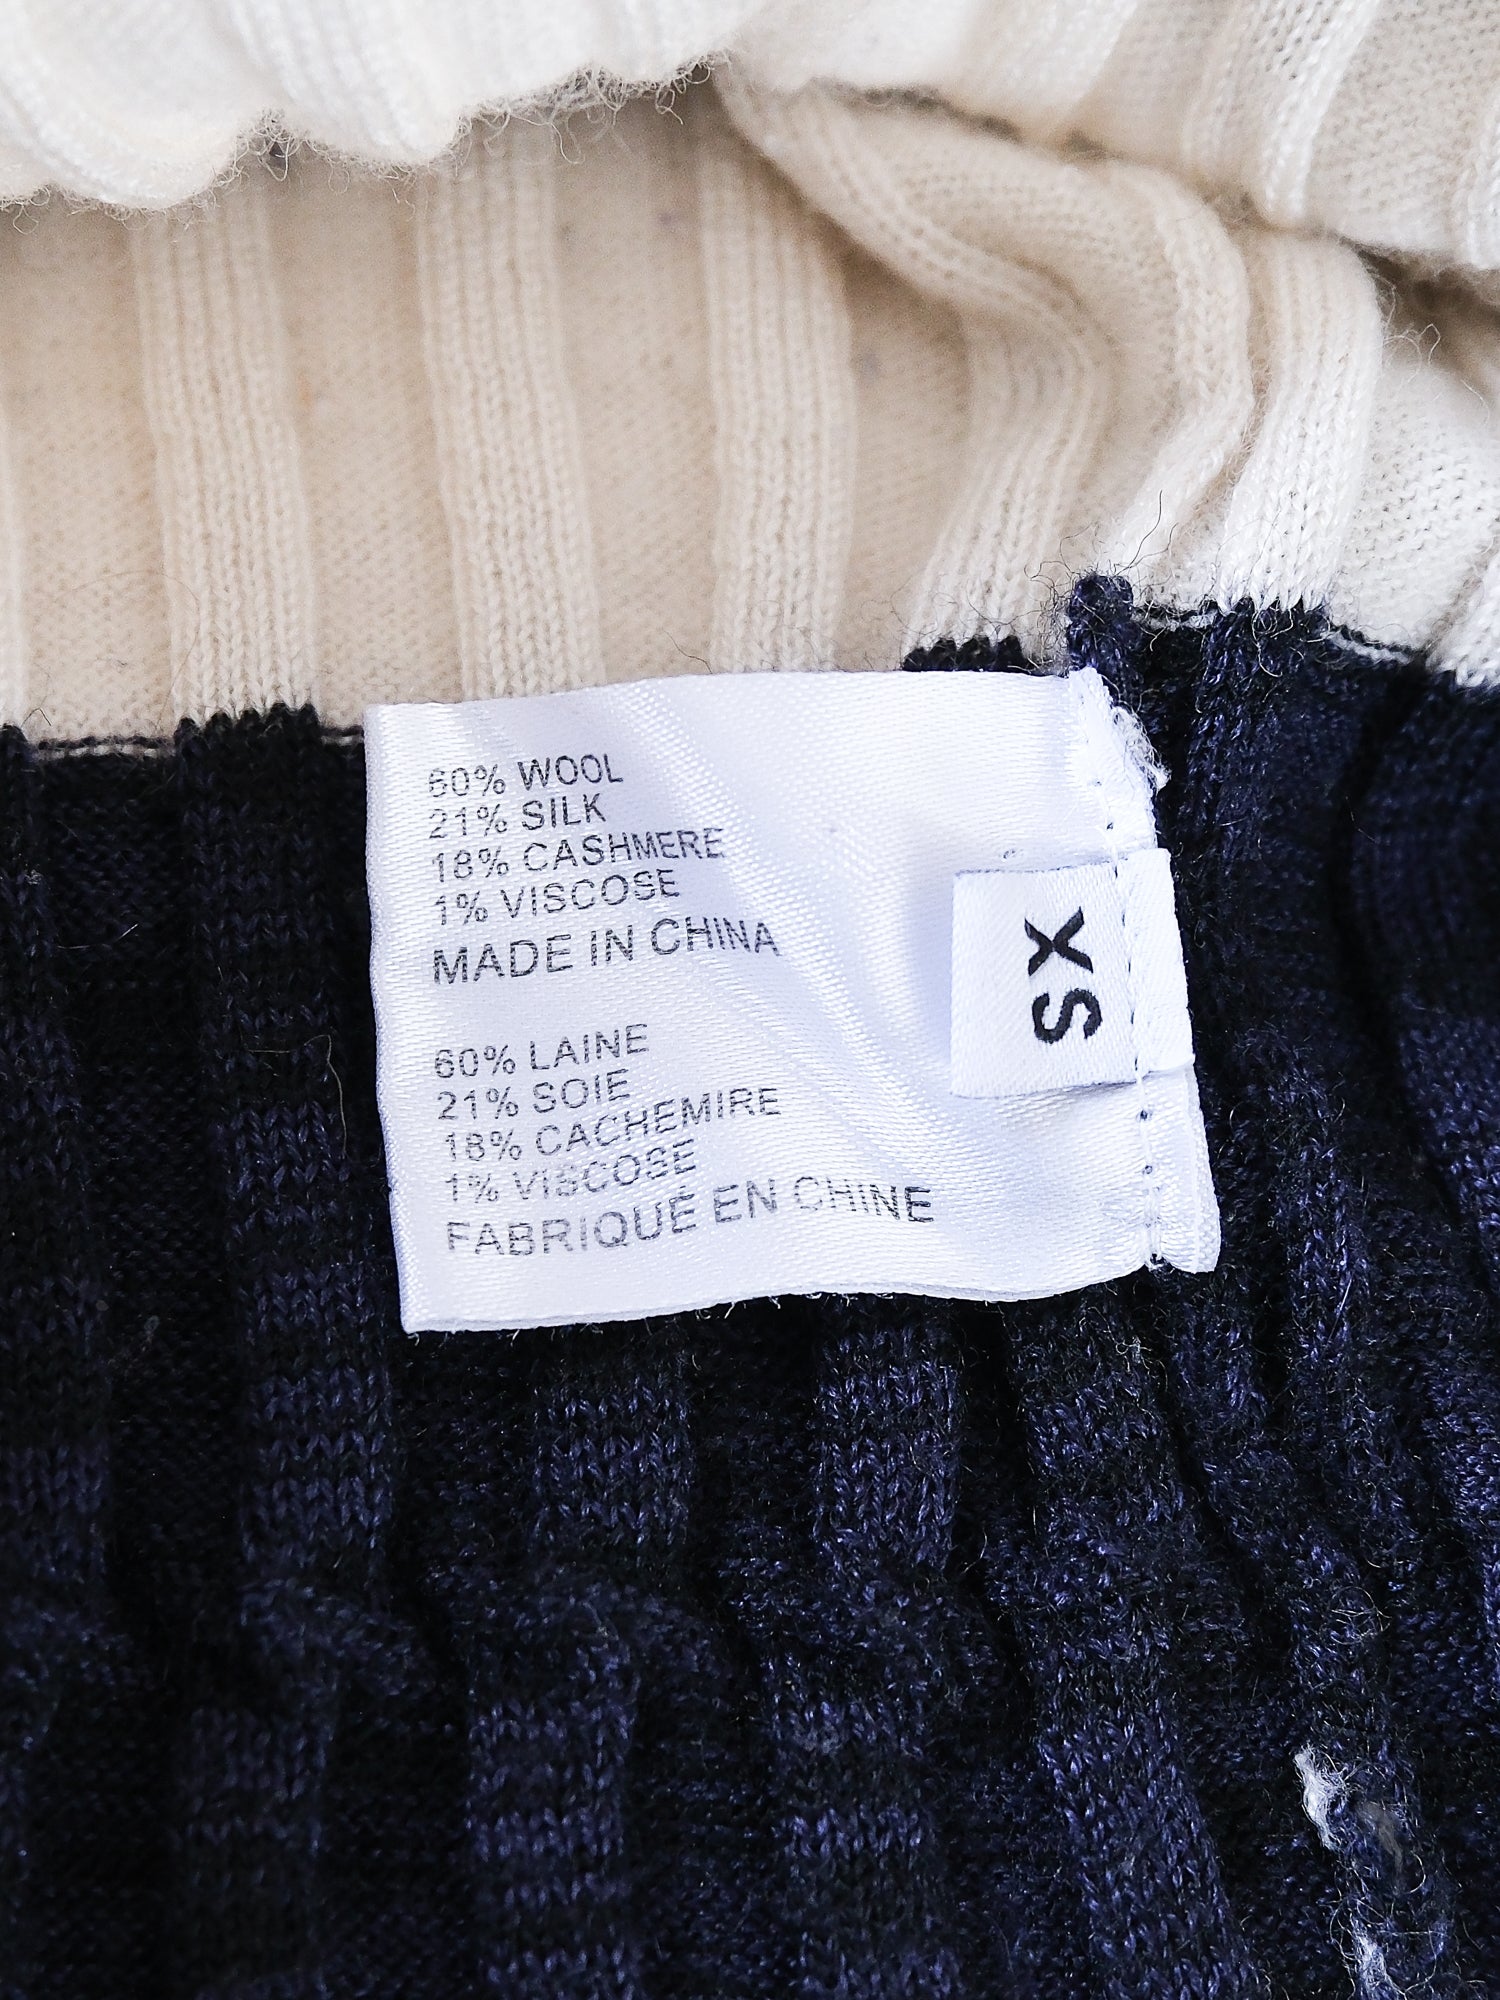 60% WOOL
21% SILK
18% CASHMERE
1% VISCOSE
MADE IN CHINA
60% LAINE
21% SOIE
18% CACHEMIRE
1% VISCOSE
FABRIQUÉ EN CHINE
XS